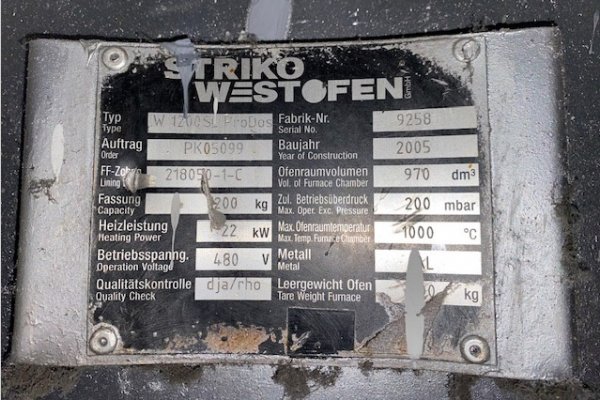 STRIKO
WESTOFEN GmbH
Typ W 1200 SL ProDos
Type
Auftrag PK05099
Order
FF-Zchng 218050-1-C
Lining
Fassung 200 kg
Capacity
Heizleistung 22 kW
Heating Power
Betriebsspanng. 480 V
Operation Voltage
Qualitätskontrolle dja/rho
Quality Check
Fabrik-Nr. 9258
Serial No.
Baujahr 2005
Year of Construction
Ofenraumvolumen 970 dm³
Vol. of Furnace Chamber
Zul. Betriebsüberdruck 200 mbar
Max. Oper. Exc. Pressure
Max. Ofenraumtemperatur 1000 °C
Max. Temp. Furnace Chamber
Metall
Metal
Leergewicht Ofen kg
Tare Weight Furnace